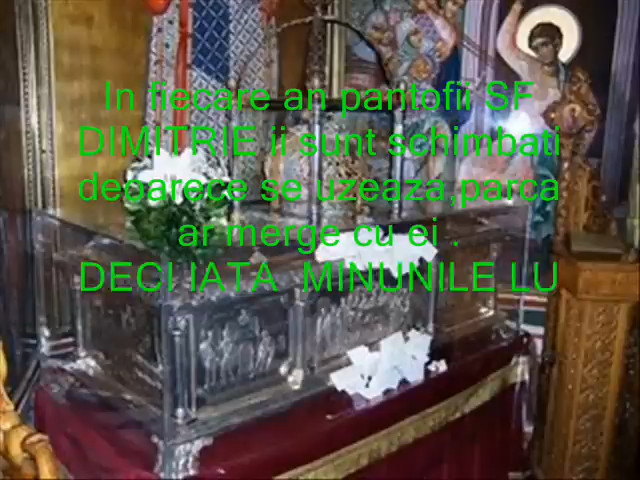 In fiecare an pantofii SF
DIMITRIE ii sunt schimbati
deoarece se uzeaza,parca
ar merge cu ei .
DECI IATA MINUNILE LU